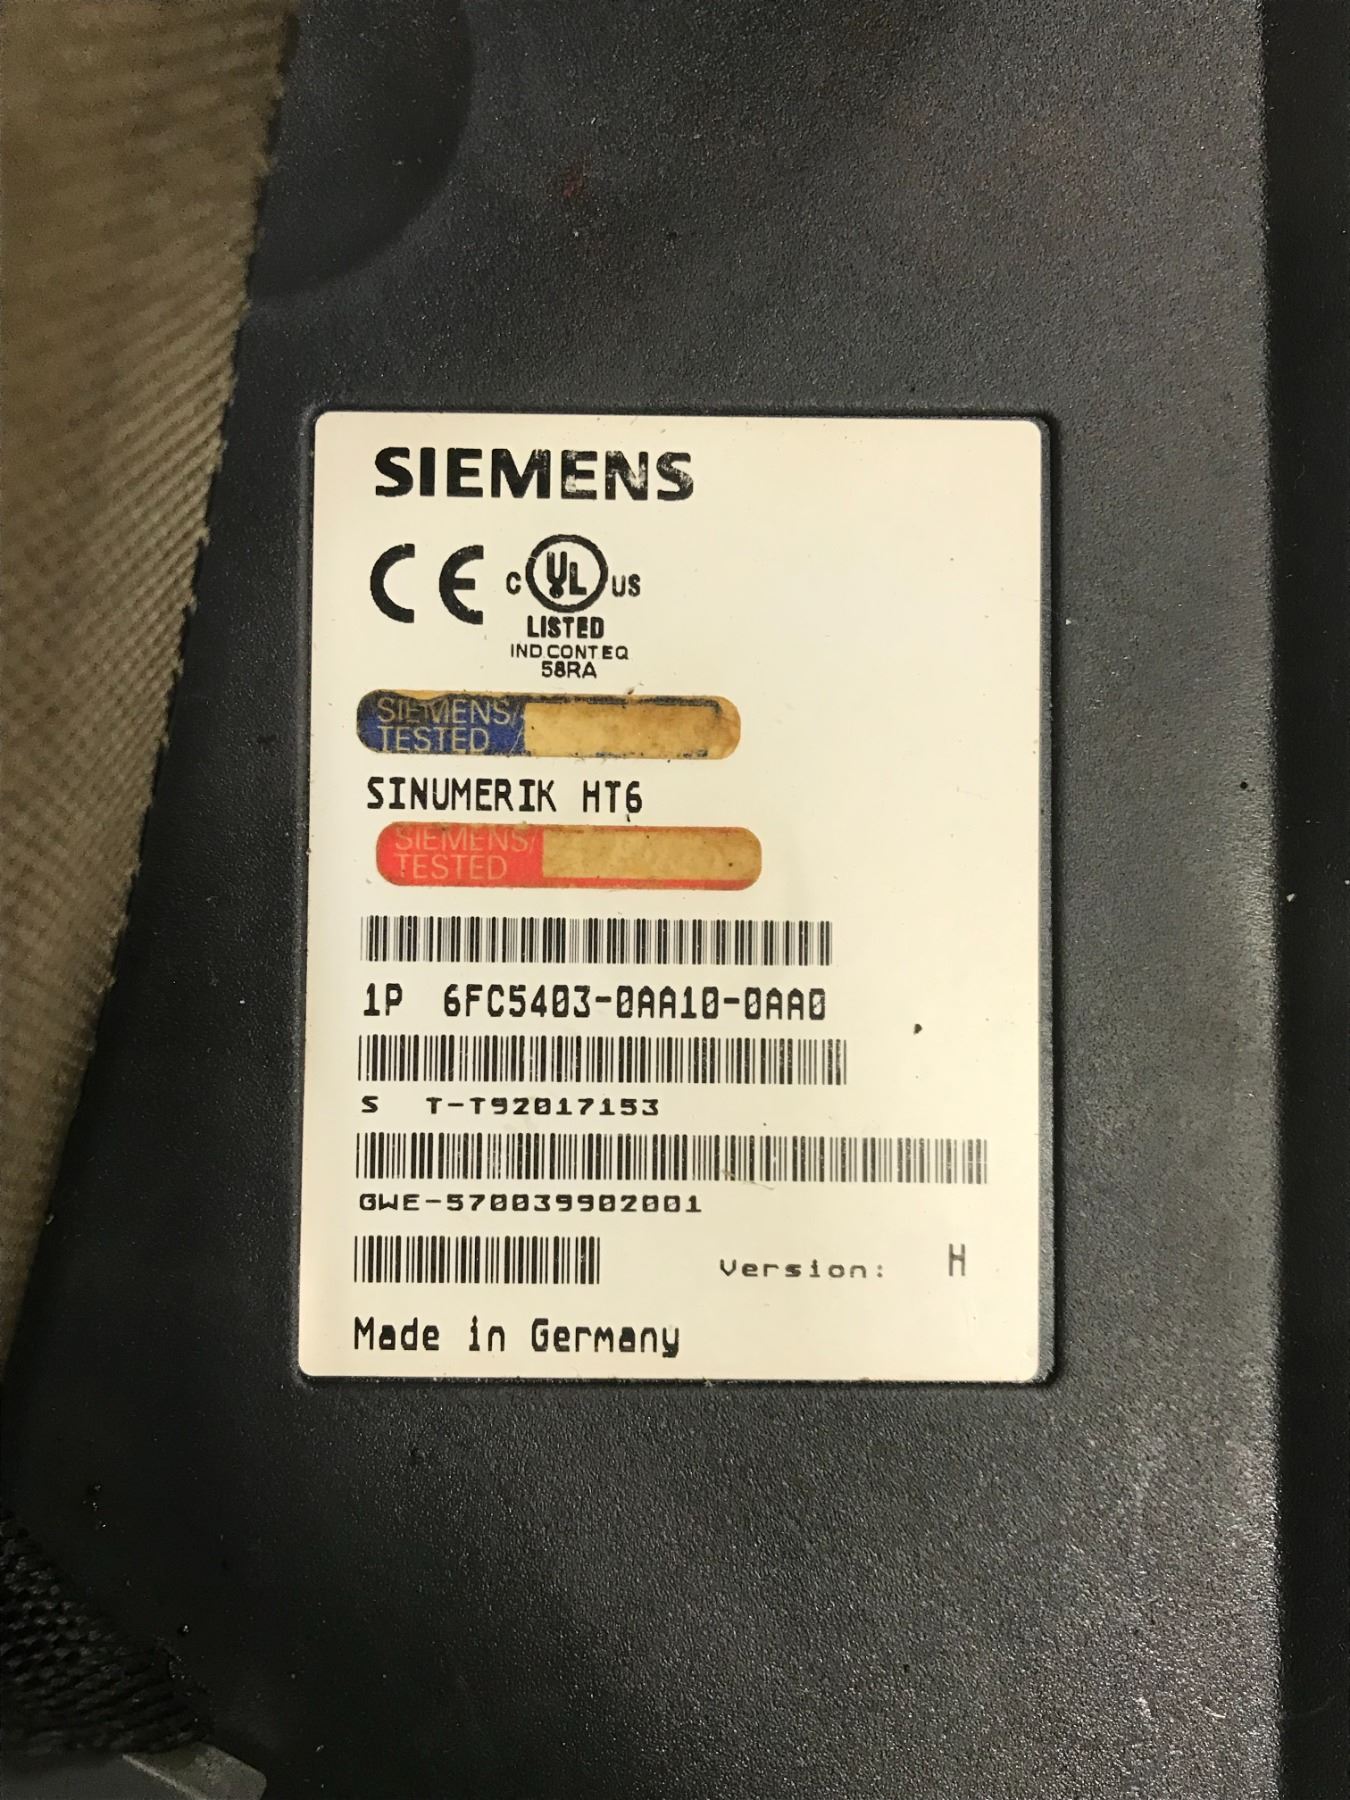 SIEMENS
CE C UL US
LISTED
IND.CONT.EQ
58RA
SIEMENS/
TESTED
SINUMERIK HT6
SIEMENS/
TESTED
1P 6FC5403-0AA10-0AA0
S T-T92017153
GWE-570039902001
Version: H
Made in Germany